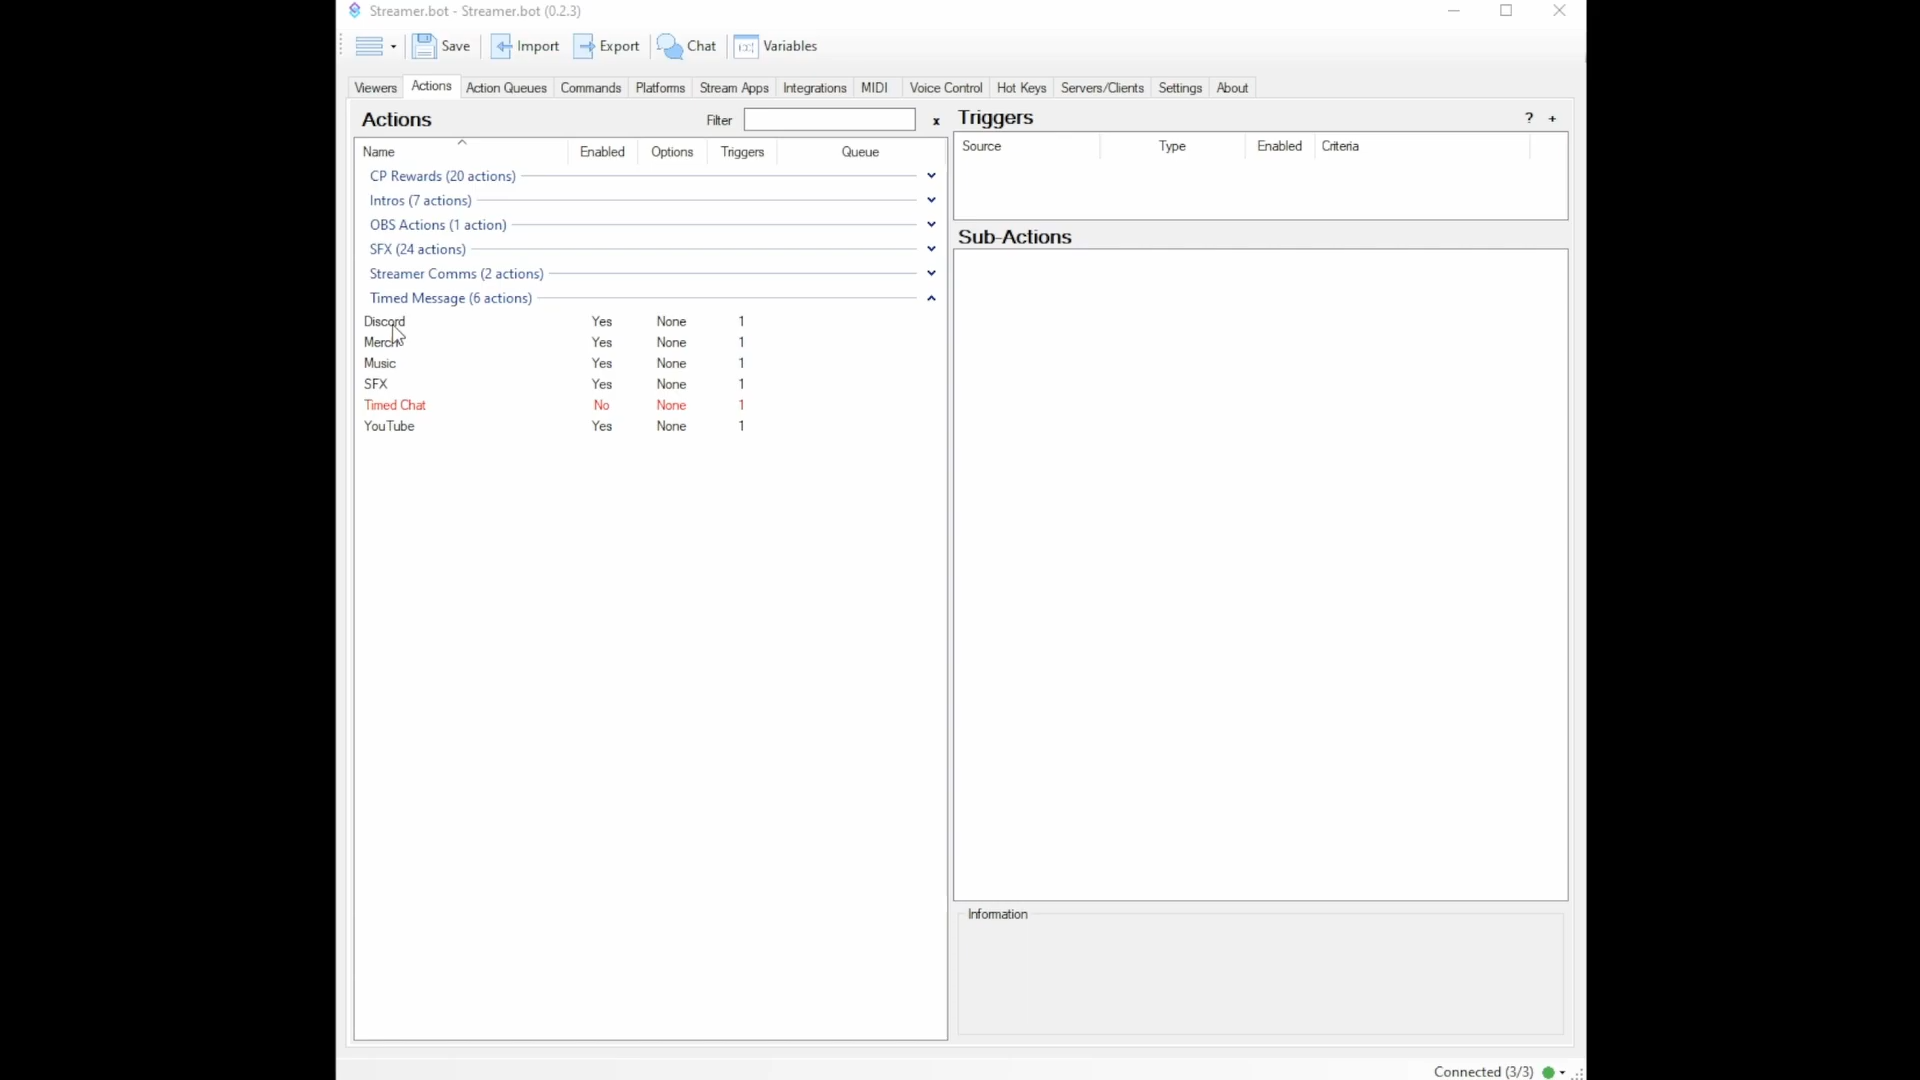 Streamer.bot - Streamer.bot (0.2.3)
Save Import Export Chat Variables
Viewers Actions Action Queues Commands Platforms Stream Apps Integrations MIDI Voice Control Hot Keys Servers/Clients Settings About
Actions Filter x
Name Enabled Options Triggers Queue
CP Rewards (20 actions)
Intros (7 actions)
OBS Actions (1 action)
SFX (24 actions)
Streamer Comms (2 actions)
Timed Message (6 actions)
Discord Yes None 1
Merch Yes None 1
Music Yes None 1
SFX Yes None 1
Timed Chat No None 1
YouTube Yes None 1
Triggers ? +
Source Type Enabled Criteria
Sub-Actions
Information
Connected (3/3)